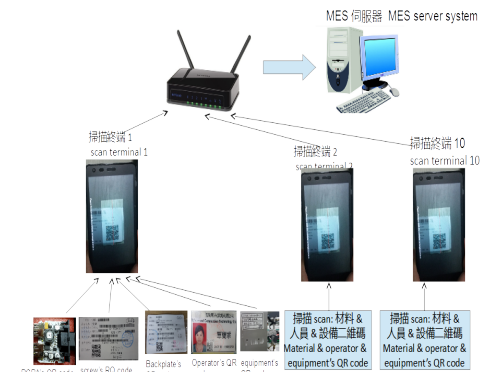 MES 伺服器 MES server system
掃描終端 1
scan terminal 1
掃描終端 2
scan terminal
掃描終端 10
scan terminal 10
screw's
Backplate's
Operator's QR
equipment's
掃描 scan: 材料 &
人員 & 設備二維碼
Material & operator &
equipment's QR code
掃描 scan: 材料 &
人員 & 設備二維碼
Material & operator &
equipment's QR code